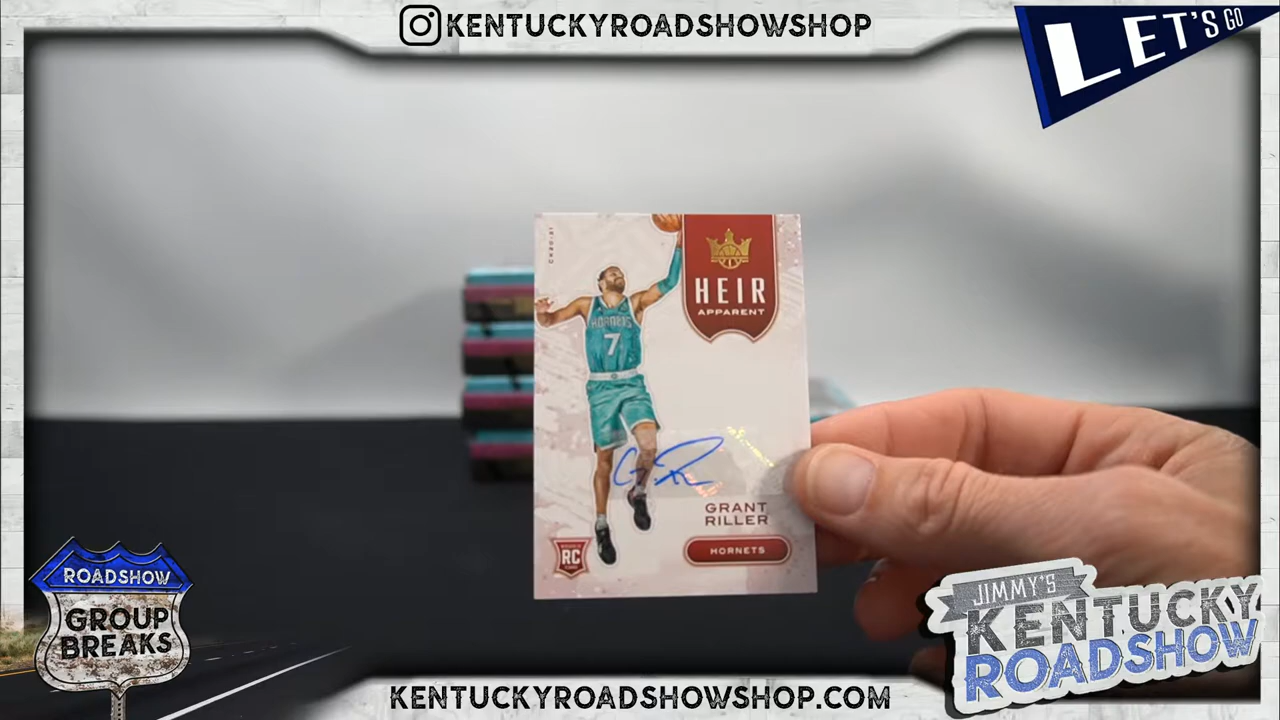 KENTUCKYROADSHOWSHOP
LET'S GO
HEIR
APPARENT
HORNETS
7
GRANT
RILLER
HORNETS
RC
ROADSHOW
GROUP
BREAKS
JIMMY'S
KENTUCKY
ROADSHOW
KENTUCKYROADSHOWSHOP.COM